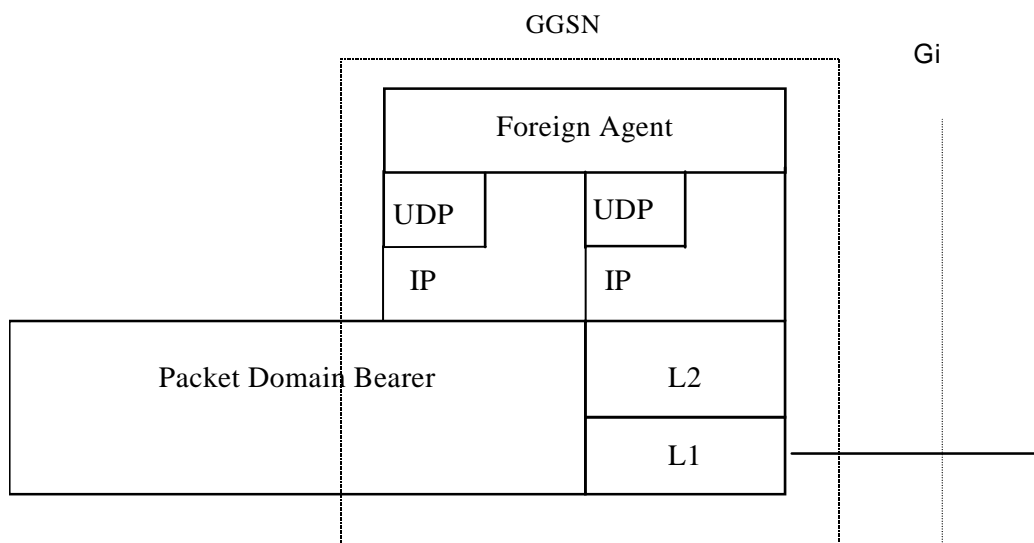 GGSN
Gi
Foreign Agent
UDP
UDP
IP
IP
Packet Domain Bearer
L2
L1